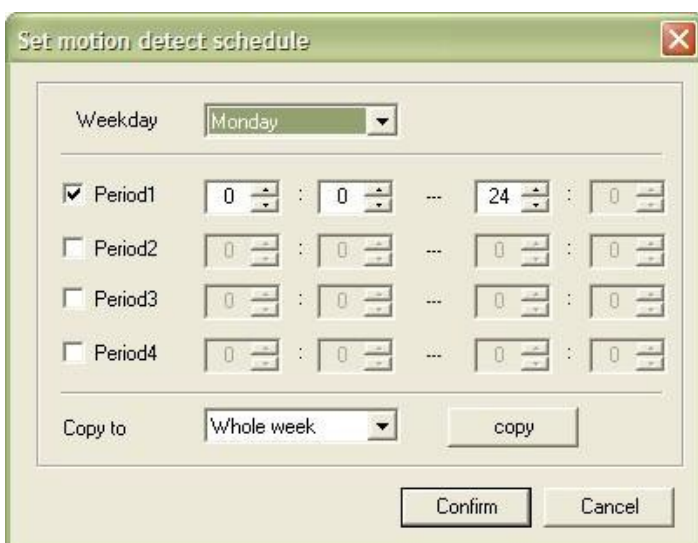 Set motion detect schedule
Weekday Monday
Period1 0 : 0 --- 24 : 0
Period2 0 : 0 --- 0 : 0
Period3 0 : 0 --- 0 : 0
Period4 0 : 0 --- 0 : 0
Copy to Whole week copy
Confirm Cancel